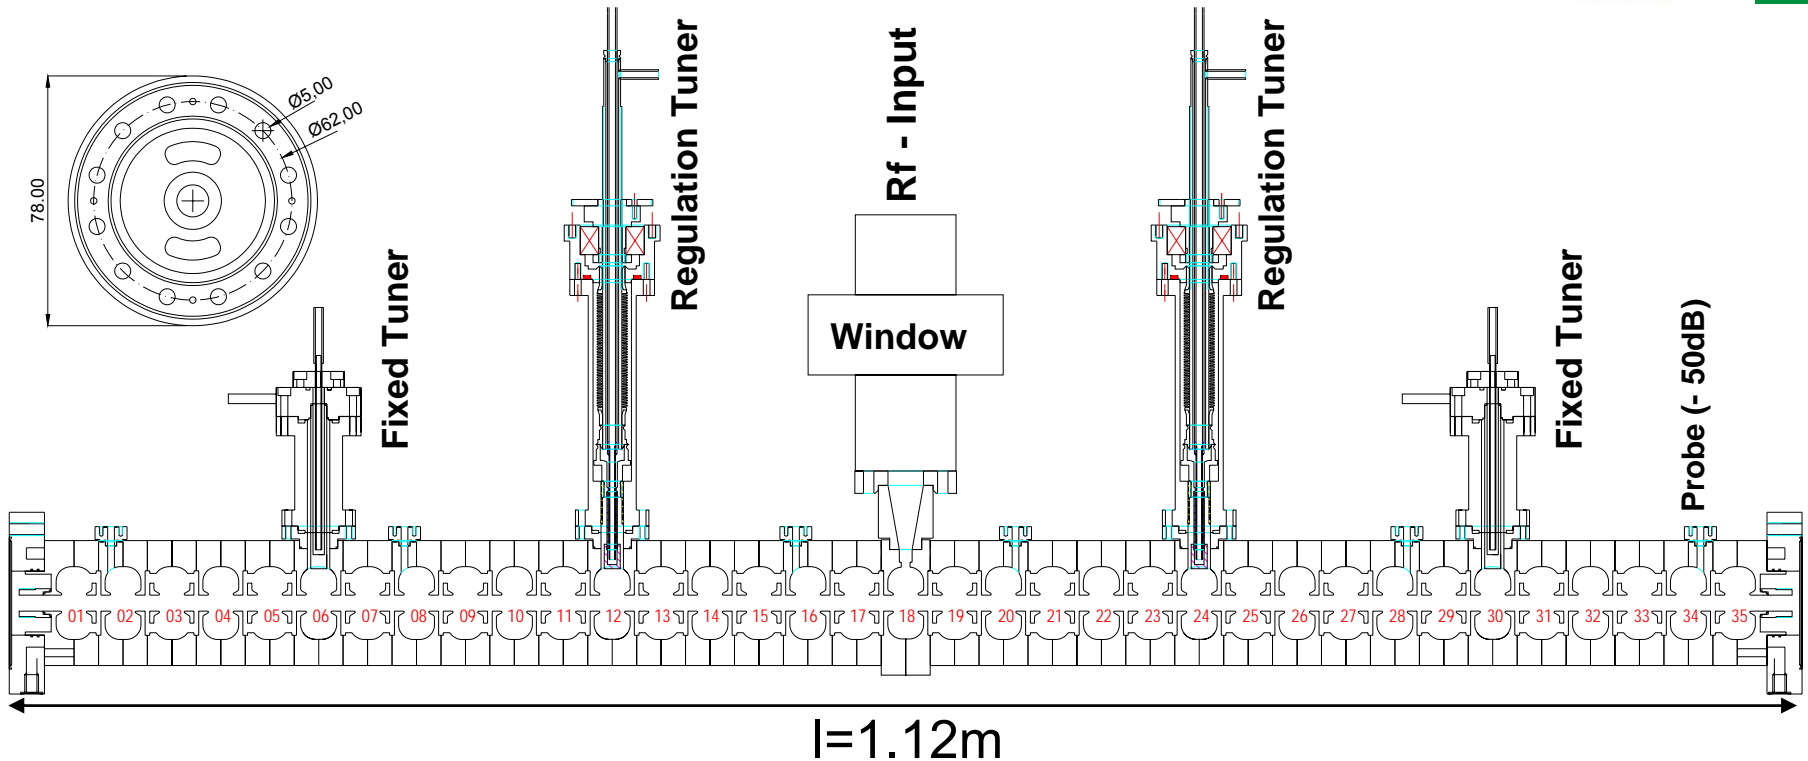 78.00
Ø5,00
Ø62,00
Fixed Tuner
Regulation Tuner
Rf - Input
Window
Regulation Tuner
Fixed Tuner
Probe (- 50dB)
01 02 03 04 05 06 07 08 09 10 11 12 13 14 15 16 17 18 19 20 21 22 23 24 25 26 27 28 29 30 31 32 33 34 35
l=1.12m